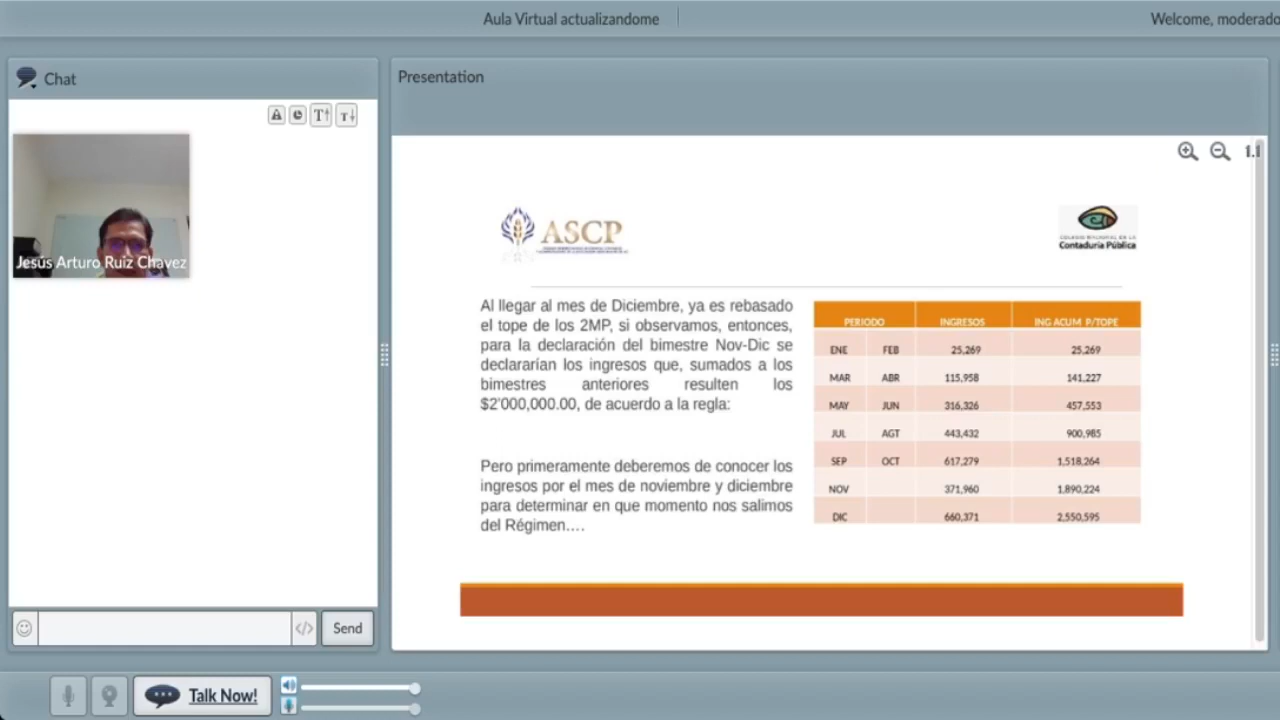 Aula Virtual actualizandome
Welcome, moderado
Chat
Presentation
Jesús Arturo Ruiz Chavez
ASCP
Contaduría Pública
Al llegar al mes de Diciembre, ya es rebasado
el tope de los 2MP, si observamos, entonces,
para la declaración del bimestre Nov-Dic se
declararían los ingresos que, sumados a los
bimestres anteriores resulten los
$2'000,000.00, de acuerdo a la regla:
Pero primeramente deberemos de conocer los
ingresos por el mes de noviembre y diciembre
para determinar en que momento nos salimos
del Régimen....
PERIODO INGRESOS ING ACUM P/TOPE
ENE FEB 25,269 25,269
MAR ABR 115,958 141,227
MAY JUN 316,326 457,553
JUL AGT 443,432 900,985
SEP OCT 617,279 1,518,264
NOV 371,960 1,890,224
DIC 660,371 2,550,595
Send
Talk Now!